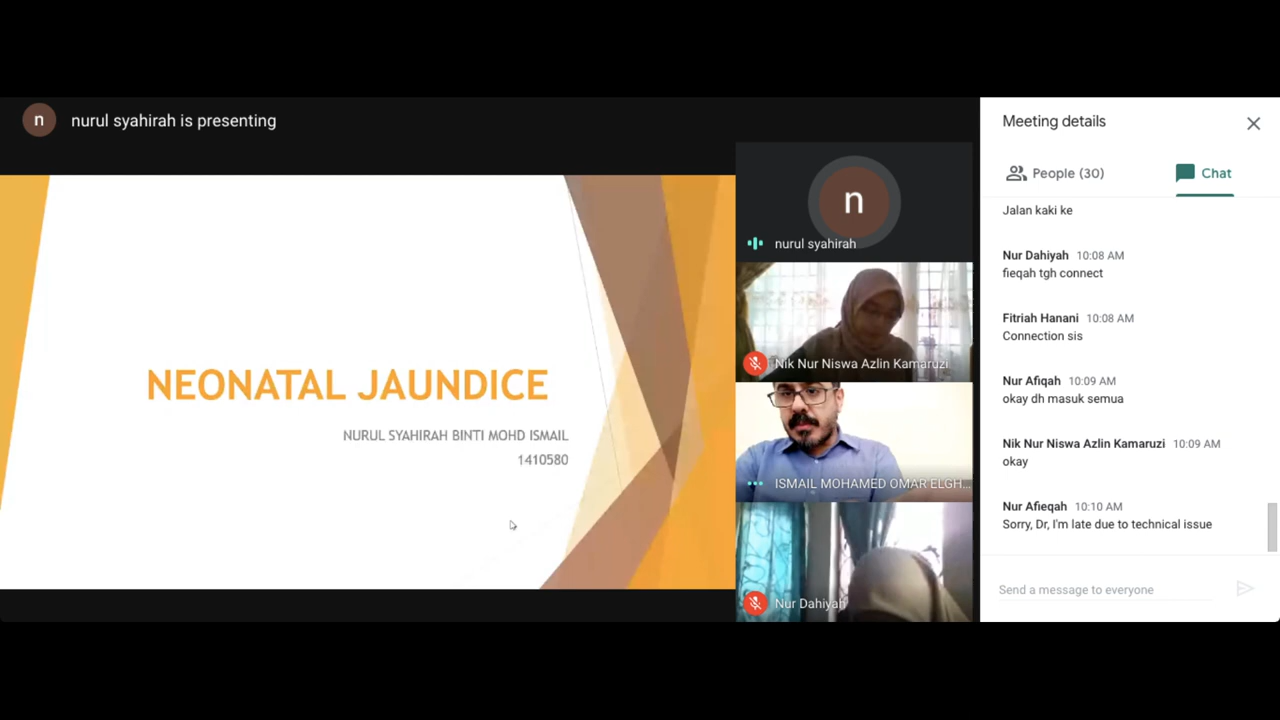 n
nurul syahirah is presenting
NEONATAL JAUNDICE
NURUL SYAHIRAH BINTI MOHD ISMAIL
1410580
n
nurul syahirah
Nik Nur Niswa Azlin Kamaruzi
ISMAIL MOHAMED OMAR ELGH...
Nur Dahiyah
Meeting details
People (30)
Chat
Jalan kaki ke
Nur Dahiyah 10:08 AM
fieqah tgh connect
Fitriah Hanani 10:08 AM
Connection sis
Nur Afiqah 10:09 AM
okay dh masuk semua
Nik Nur Niswa Azlin Kamaruzi 10:09 AM
okay
Nur Afieqah 10:10 AM
Sorry, Dr, I'm late due to technical issue
Send a message to everyone